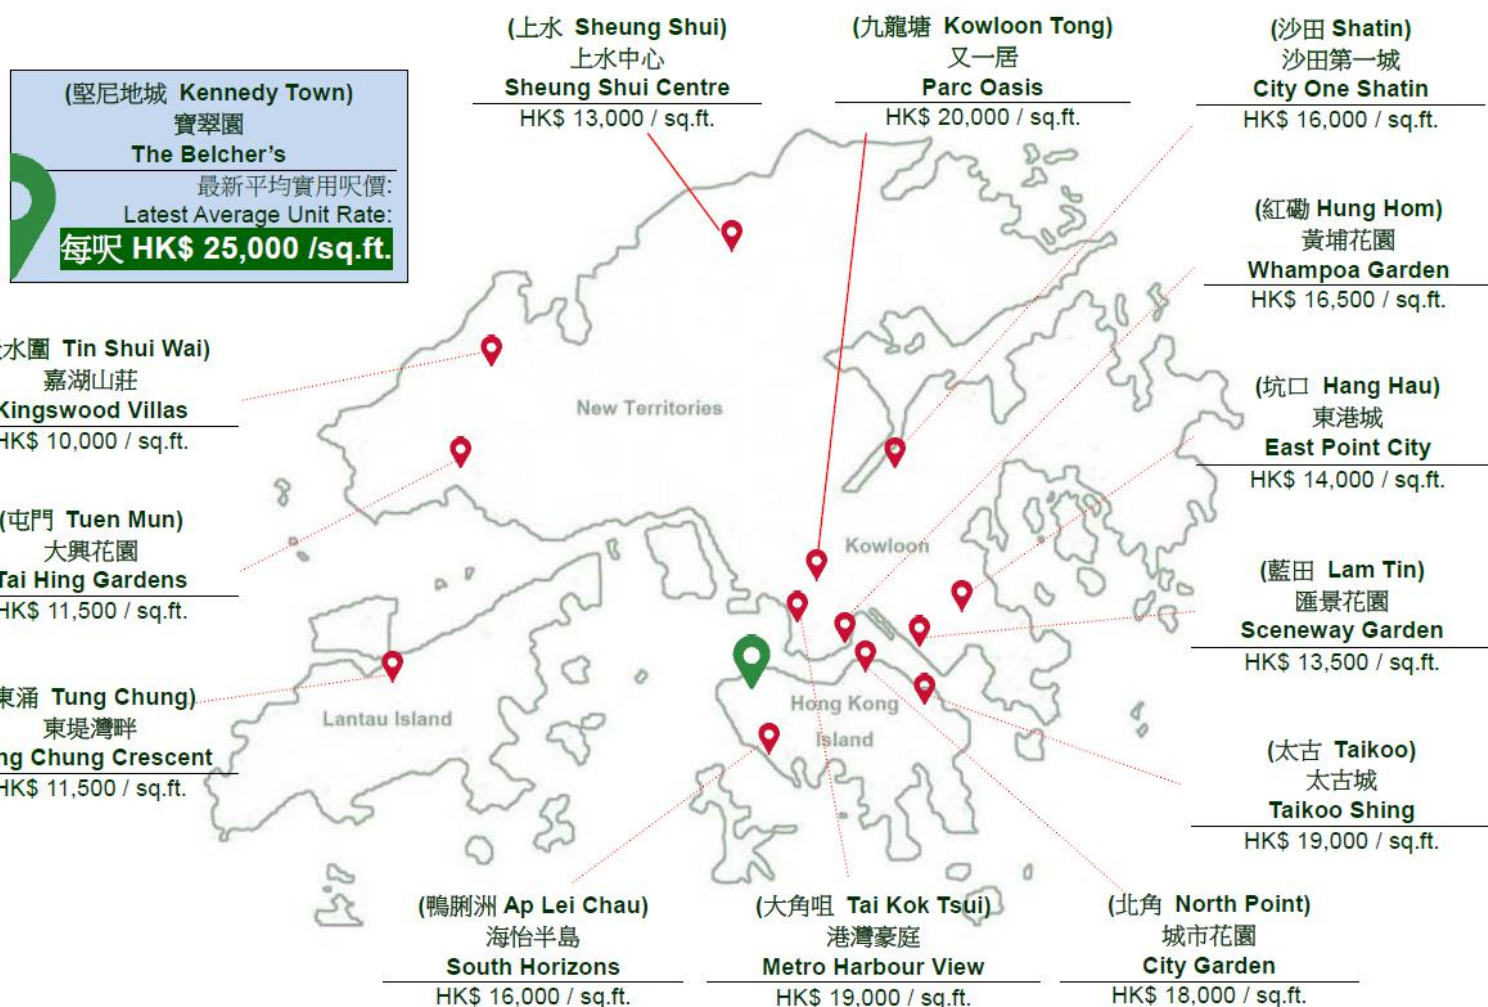 (上水 Sheung Shui)
上水中心
Sheung Shui Centre
HK$ 13,000 / sq.ft.
(九龍塘 Kowloon Tong)
又一居
Parc Oasis
HK$ 20,000 / sq.ft.
(沙田 Shatin)
沙田第一城
City One Shatin
HK$ 16,000 / sq.ft.
(堅尼地城 Kennedy Town)
寶翠園
The Belcher's
最新平均實用呎價:
Latest Average Unit Rate:
每呎 HK$ 25,000 /sq.ft.
(紅磡 Hung Hom)
黃埔花園
Whampoa Garden
HK$ 16,500 / sq.ft.
水圍 Tin Shui Wai)
嘉湖山莊
Kingswood Villas
HK$ 10,000 / sq.ft.
New Territories
(坑口 Hang Hau)
東港城
East Point City
HK$ 14,000 / sq.ft.
(屯門 Tuen Mun)
大興花園
Tai Hing Gardens
HK$ 11,500 / sq.ft.
Kowloon
(藍田 Lam Tin)
匯景花園
Sceneway Garden
HK$ 13,500 / sq.ft.
東涌 Tung Chung)
東堤灣畔
ng Chung Crescent
HK$ 11,500 / sq.ft.
Lantau Island
Hong Kong
Island
(太古 Taikoo)
太古城
Taikoo Shing
HK$ 19,000 / sq.ft.
(鴨脷洲 Ap Lei Chau)
海怡半島
South Horizons
HK$ 16,000 / sq.ft.
(大角咀 Tai Kok Tsui)
港灣豪庭
Metro Harbour View
HK$ 19,000 / sq.ft.
(北角 North Point)
城市花園
City Garden
HK$ 18,000 / sq.ft.